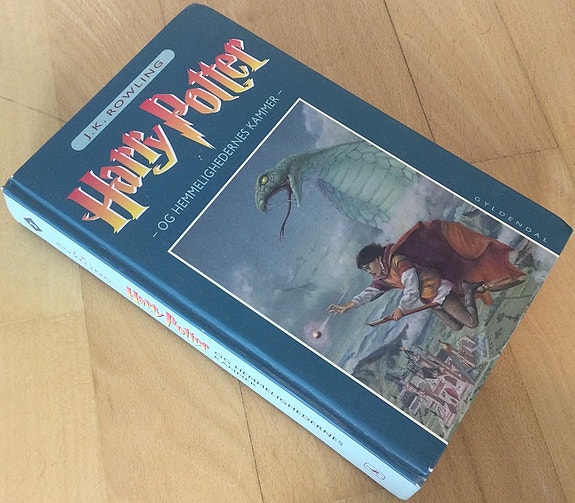 J.K. ROWLING
Harry Potter
– OG HEMMELIGHEDERNES KAMMER –
GYLDENDAL
Harry Potter
OG HEMMELIGHEDERNES
KAMMER